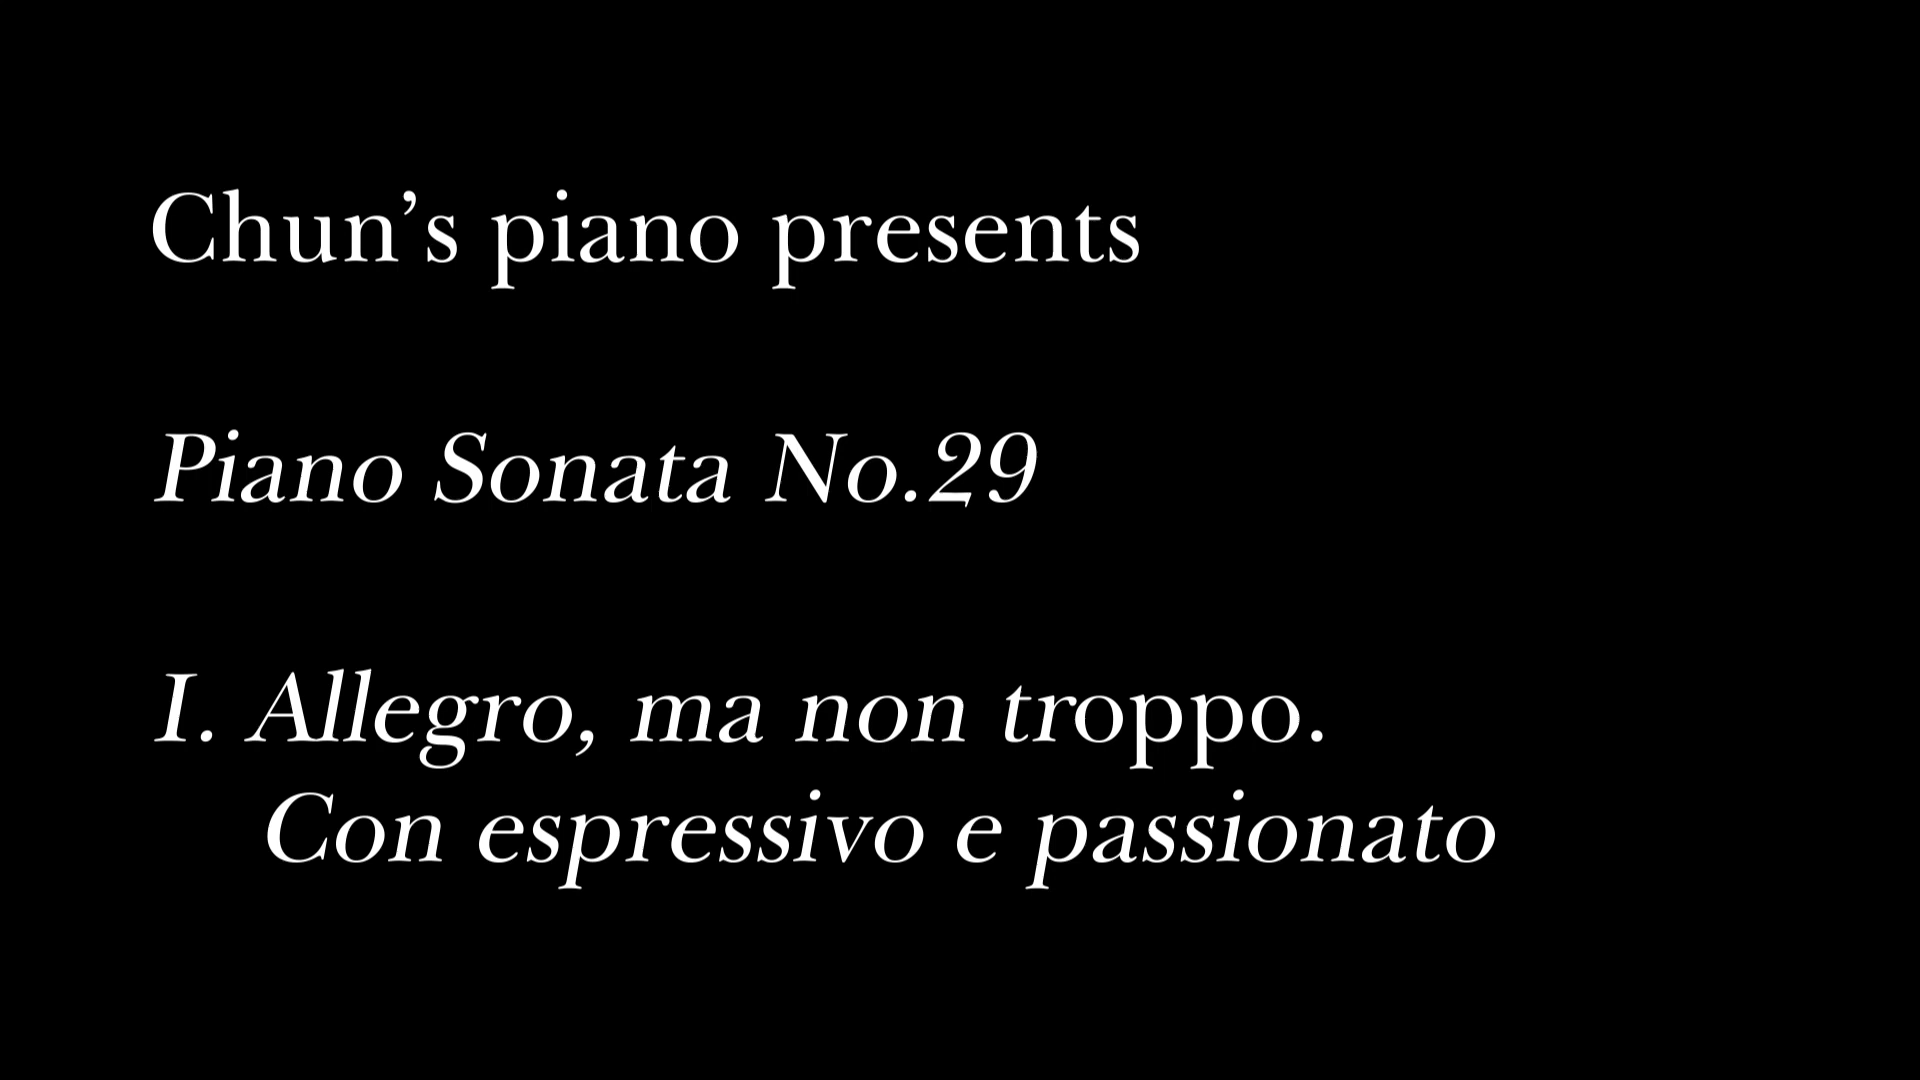 Chun’s piano presents
Piano Sonata No.29
I. Allegro, ma non troppo.
Con espressivo e passionato